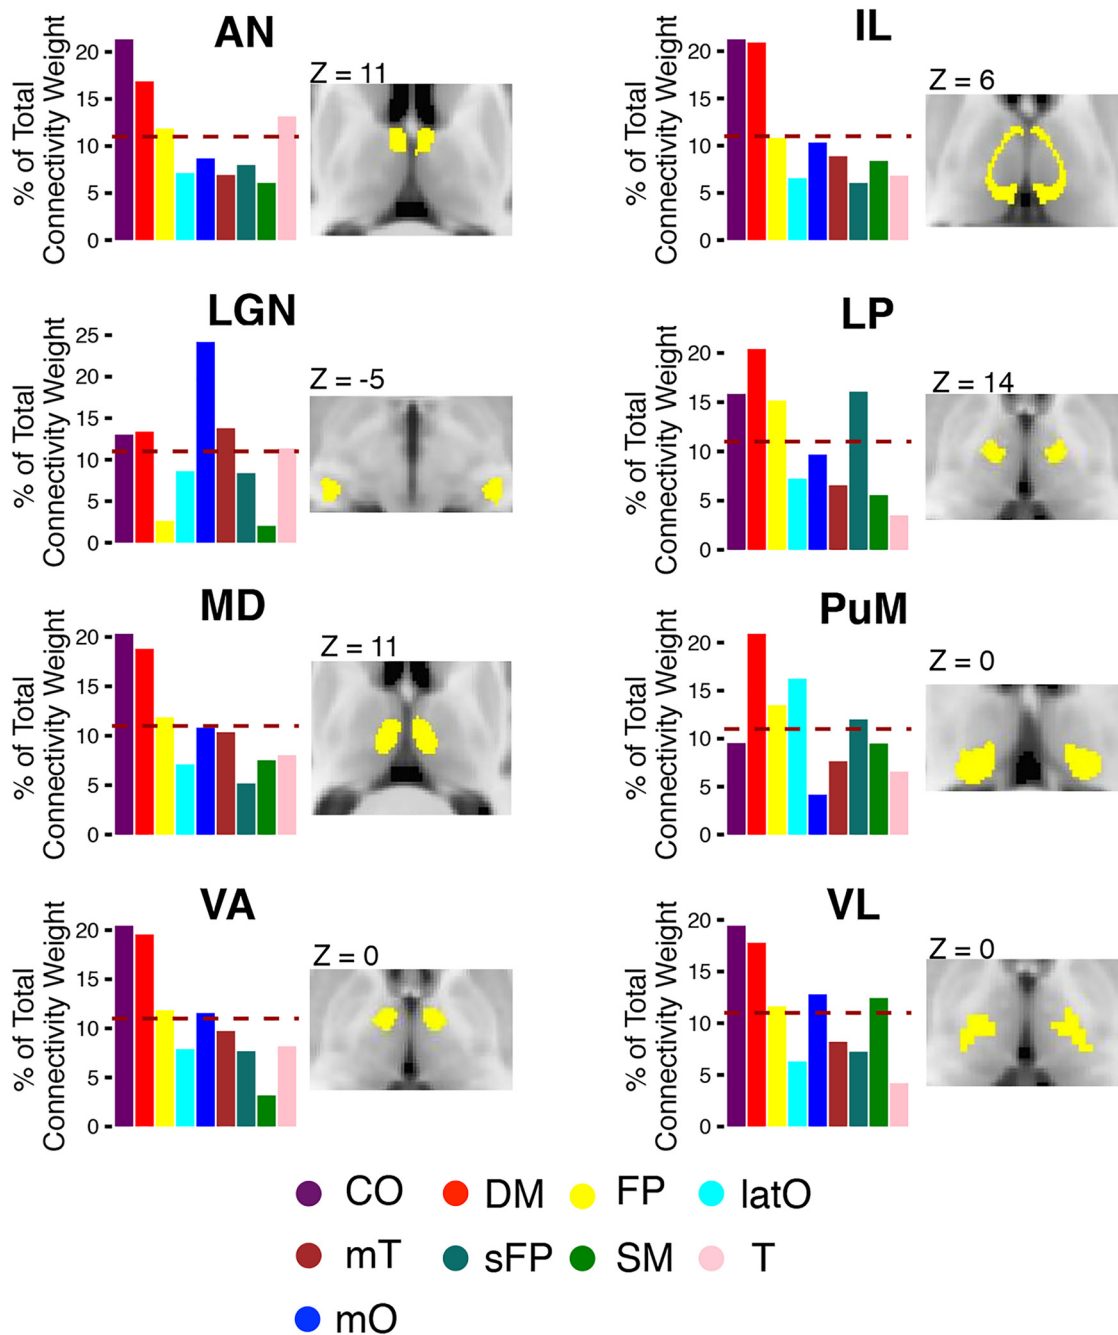 AN
% of Total
Connectivity Weight
20
15
10
5
0
Z = 11
IL
% of Total
Connectivity Weight
20
15
10
5
0
Z = 6
LGN
% of Total
Connectivity Weight
25
20
15
10
5
0
Z = -5
LP
% of Total
Connectivity Weight
20
15
10
5
0
Z = 14
MD
% of Total
Connectivity Weight
20
15
10
5
0
Z = 11
PuM
% of Total
Connectivity Weight
20
15
10
5
0
Z = 0
VA
% of Total
Connectivity Weight
20
15
10
5
0
Z = 0
VL
% of Total
Connectivity Weight
20
15
10
5
0
Z = 0
CO DM FP latO
mT sFP SM T
mO